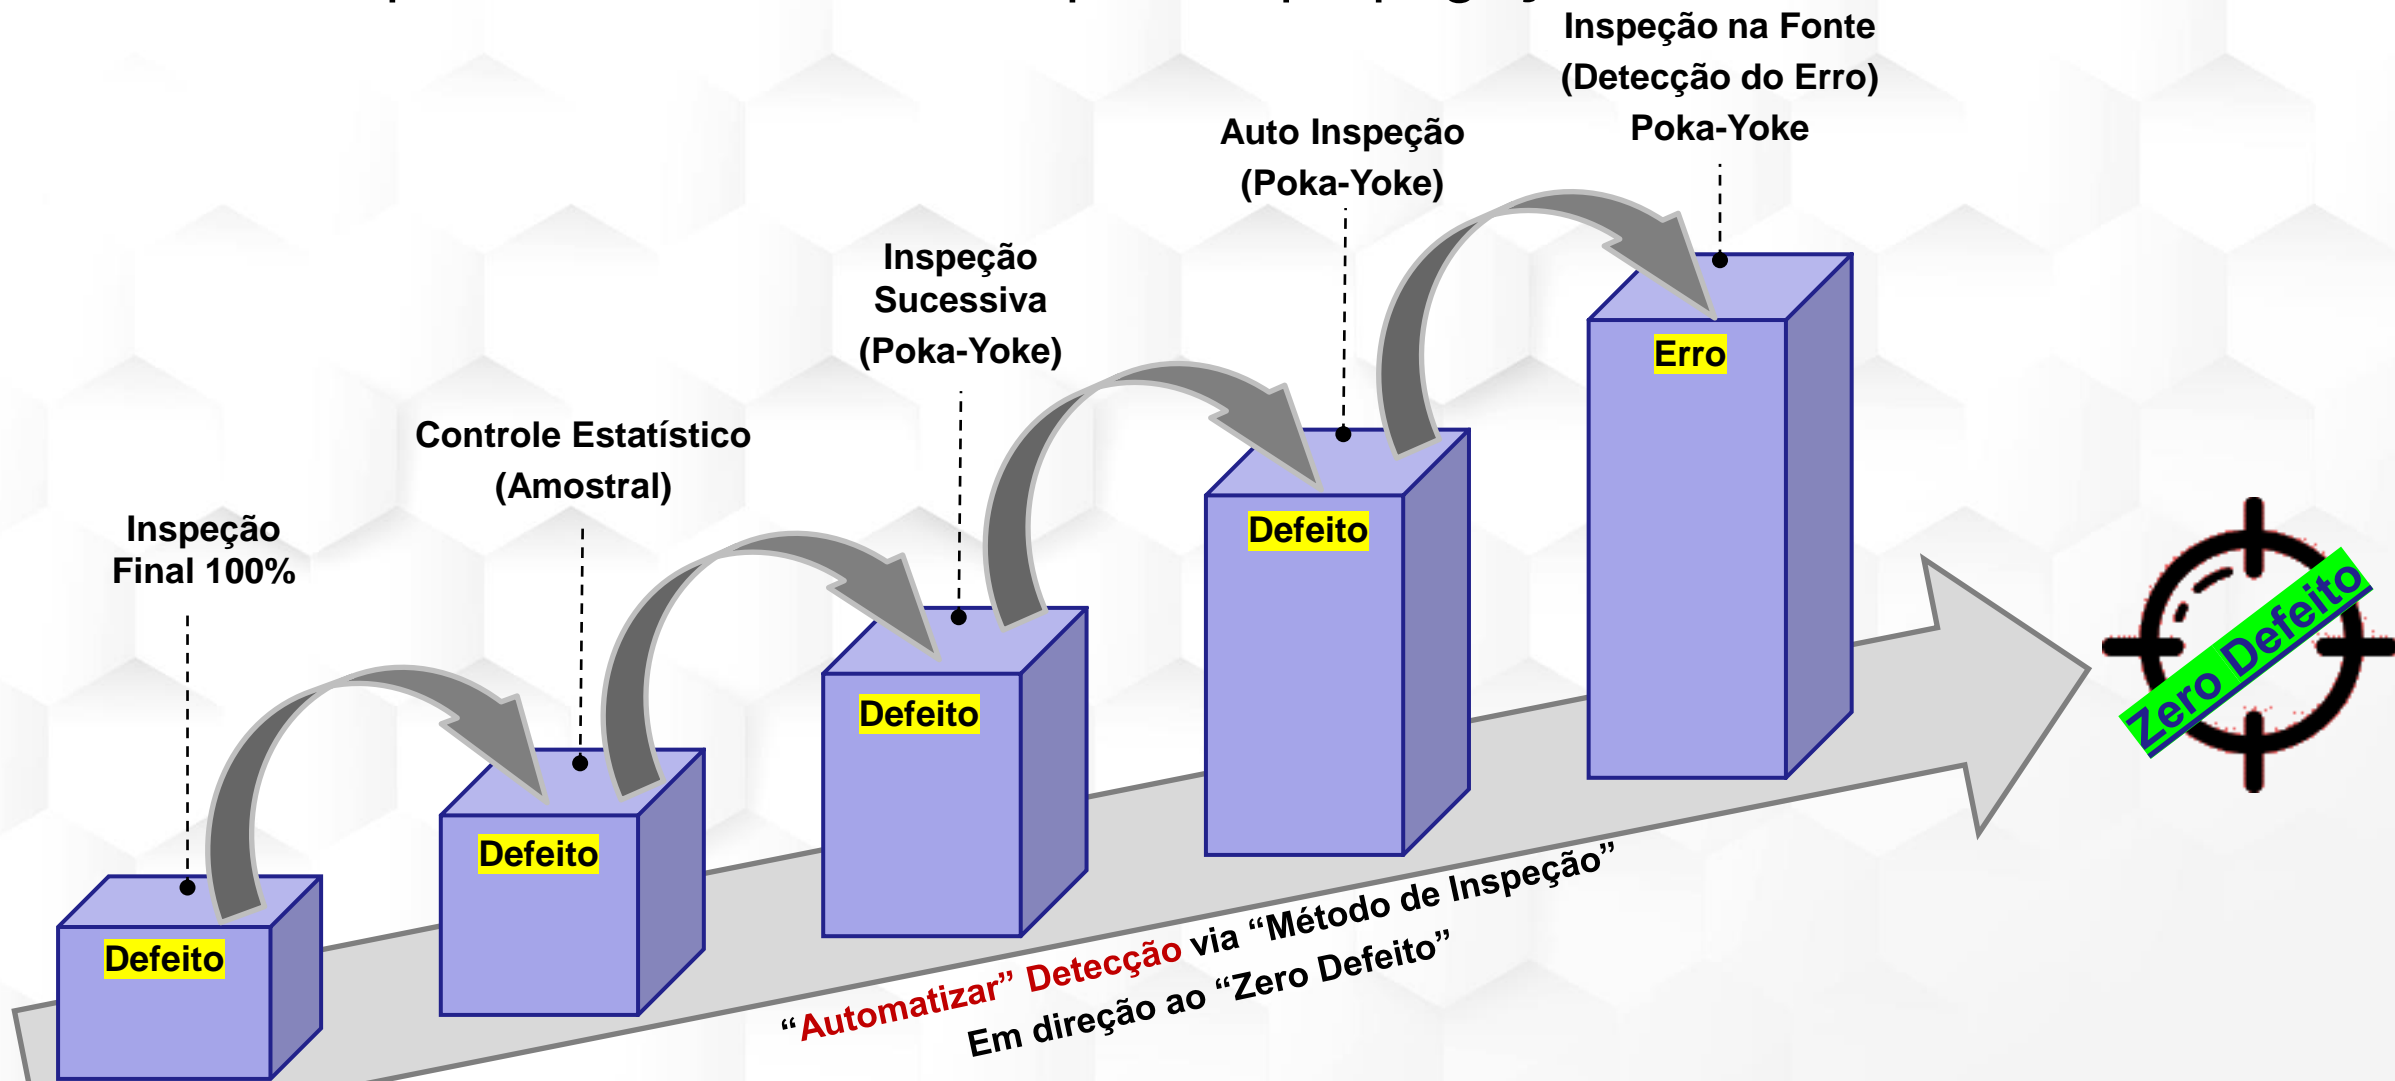 Inspeção na Fonte
(Detecção do Erro)
Poka-Yoke
Auto Inspeção
(Poka-Yoke)
Inspeção
Sucessiva
(Poka-Yoke)
Controle Estatístico
(Amostral)
Inspeção
Final 100%
Defeito
Defeito
Defeito
Defeito
Erro
Zero Defeito
“Automatizar” Detecção via “Método de Inspeção”
Em direção ao “Zero Defeito”